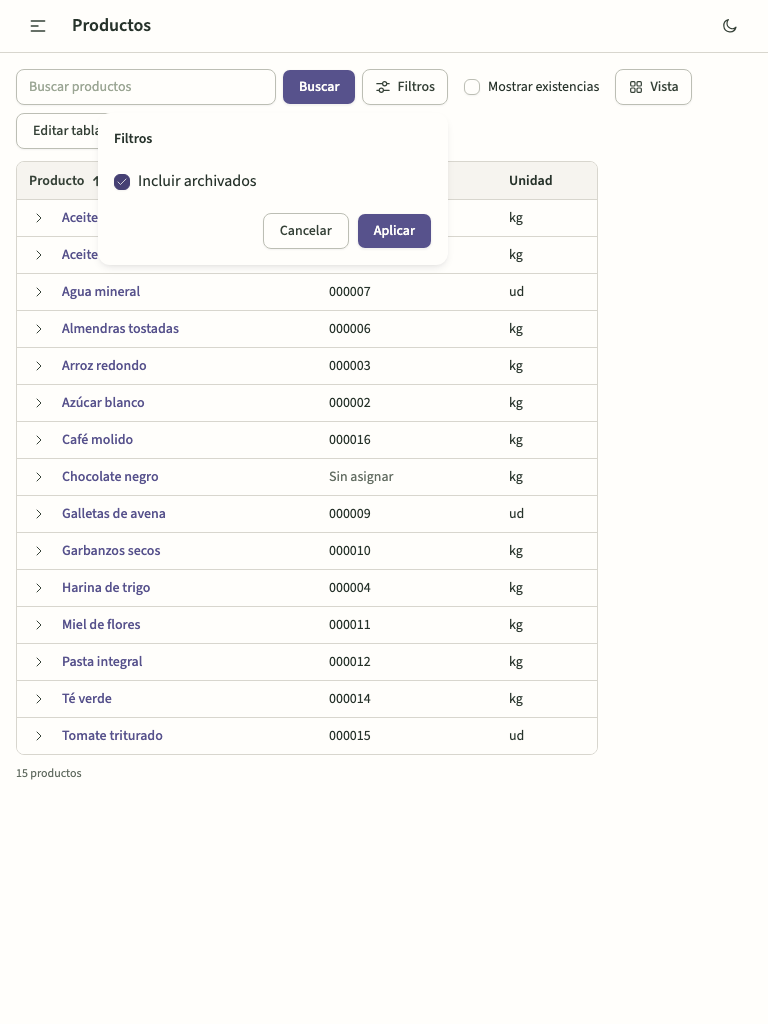 Productos
Buscar productos
Buscar
Filtros
Mostrar existencias
Vista
Editar tabla
Filtros
Incluir archivados
Cancelar
Aplicar
Producto
Unidad
Aceite
kg
Aceite
kg
Agua mineral 000007 ud
Almendras tostadas 000006 kg
Arroz redondo 000003 kg
Azúcar blanco 000002 kg
Café molido 000016 kg
Chocolate negro Sin asignar kg
Galletas de avena 000009 ud
Garbanzos secos 000010 kg
Harina de trigo 000004 kg
Miel de flores 000011 kg
Pasta integral 000012 kg
Té verde 000014 kg
Tomate triturado 000015 ud
15 productos